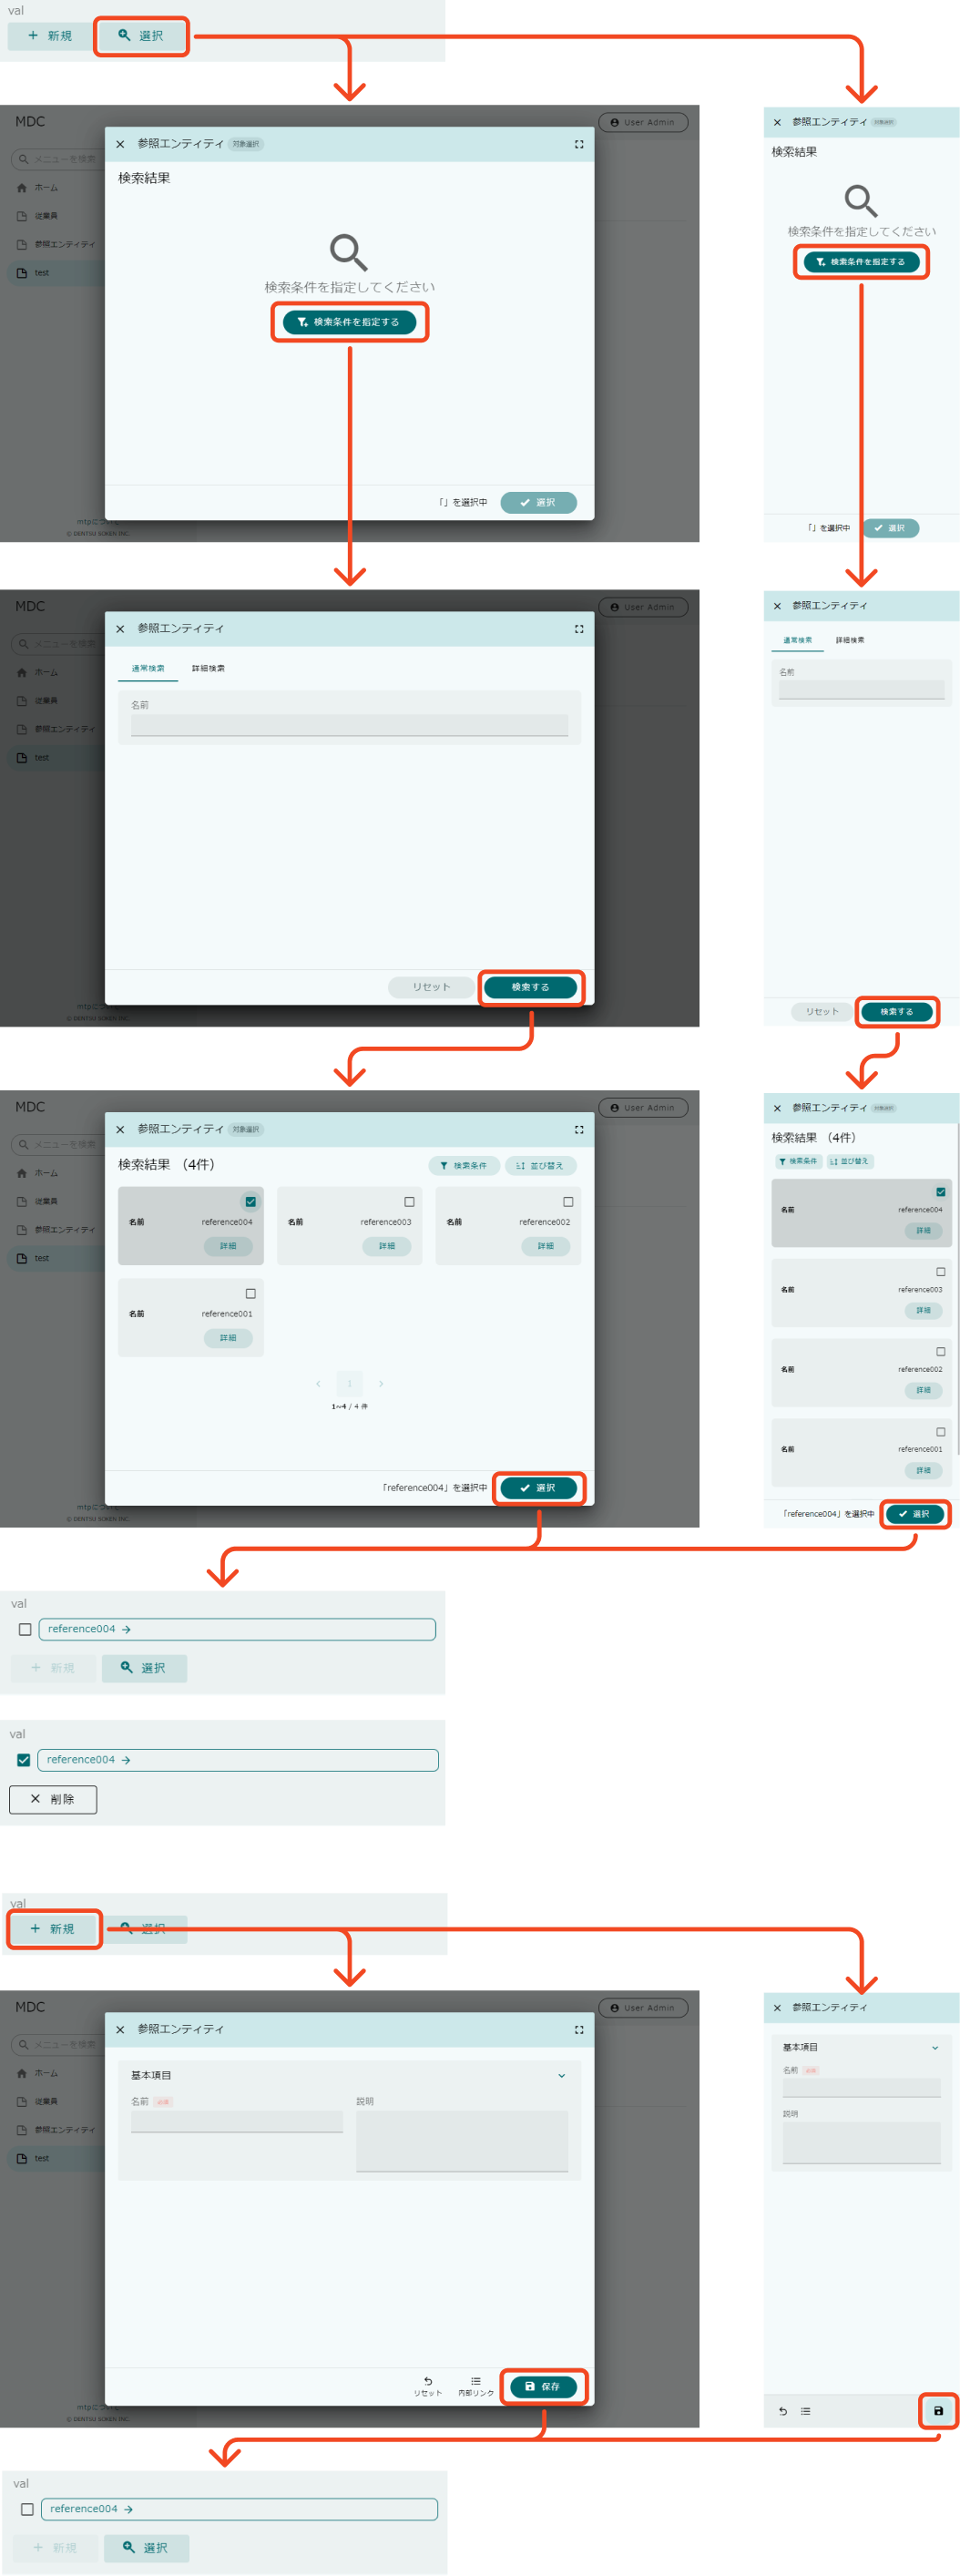 val
新規 選択
MDC
User Admin
メニューを検索
ホーム
従業員
参照エンティティ
test
参照エンティティ 対象選択
検索結果
検索条件を指定してください
検索条件を指定する
「」を選択中 選択
© DENTSU SOKEN INC.
参照エンティティ 対象選択
検索結果
検索条件を指定してください
検索条件を指定する
「」を選択中 選択
MDC
User Admin
メニューを検索
ホーム
従業員
参照エンティティ
test
参照エンティティ
通常検索 詳細検索
名前
リセット 検索する
© DENTSU SOKEN INC.
参照エンティティ
通常検索 詳細検索
名前
リセット 検索する
MDC
User Admin
メニューを検索
ホーム
従業員
参照エンティティ
test
参照エンティティ 対象選択
検索結果 (4件)
検索条件 並び替え
名前 reference004
詳細
名前 reference003
詳細
名前 reference002
詳細
名前 reference001
詳細
1
1~4 / 4 件
「reference004」を選択中 選択
© DENTSU SOKEN INC.
参照エンティティ 対象選択
検索結果 (4件)
検索条件 並び替え
名前 reference004
詳細
名前 reference003
詳細
名前 reference002
詳細
名前 reference001
詳細
「reference004」を選択中 選択
val
reference004 →
新規 選択
val
reference004 →
削除
val
新規 選択
MDC
User Admin
メニューを検索
ホーム
従業員
参照エンティティ
test
参照エンティティ
基本項目
名前 必須
説明
リセット 内部リンク 保存
© DENTSU SOKEN INC.
参照エンティティ
基本項目
名前 必須
説明
val
reference004 →
新規 選択